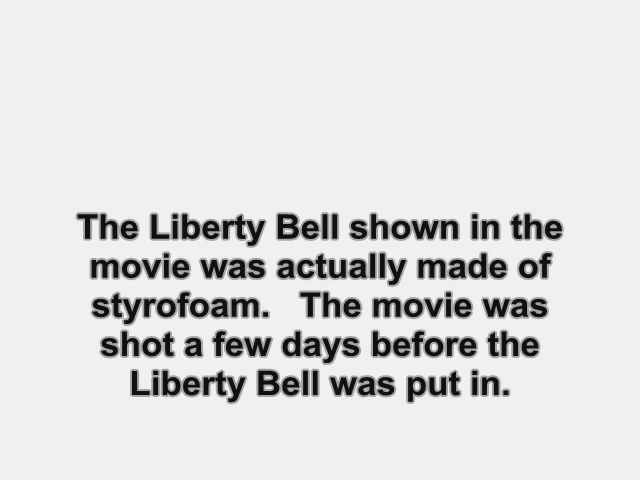 The Liberty Bell shown in the
movie was actually made of
styrofoam.   The movie was
shot a few days before the
Liberty Bell was put in.